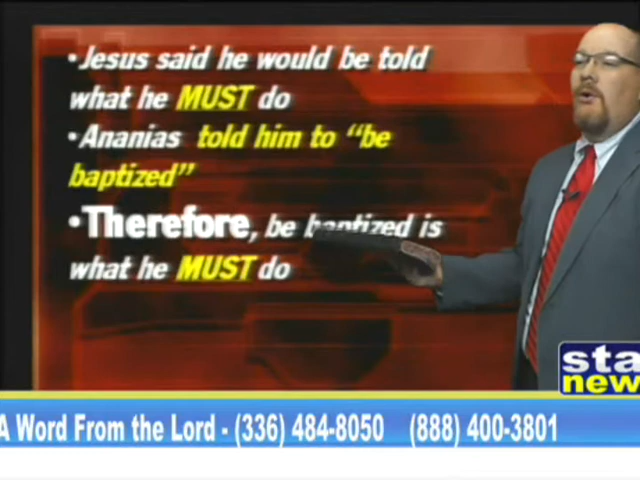 •Jesus said he would be told
what he MUST do
•Ananias told him to “be
baptized”
•Therefore, be baptized is
what he MUST do
sta
new
A Word From the Lord - (336) 484-8050 (888) 400-3801